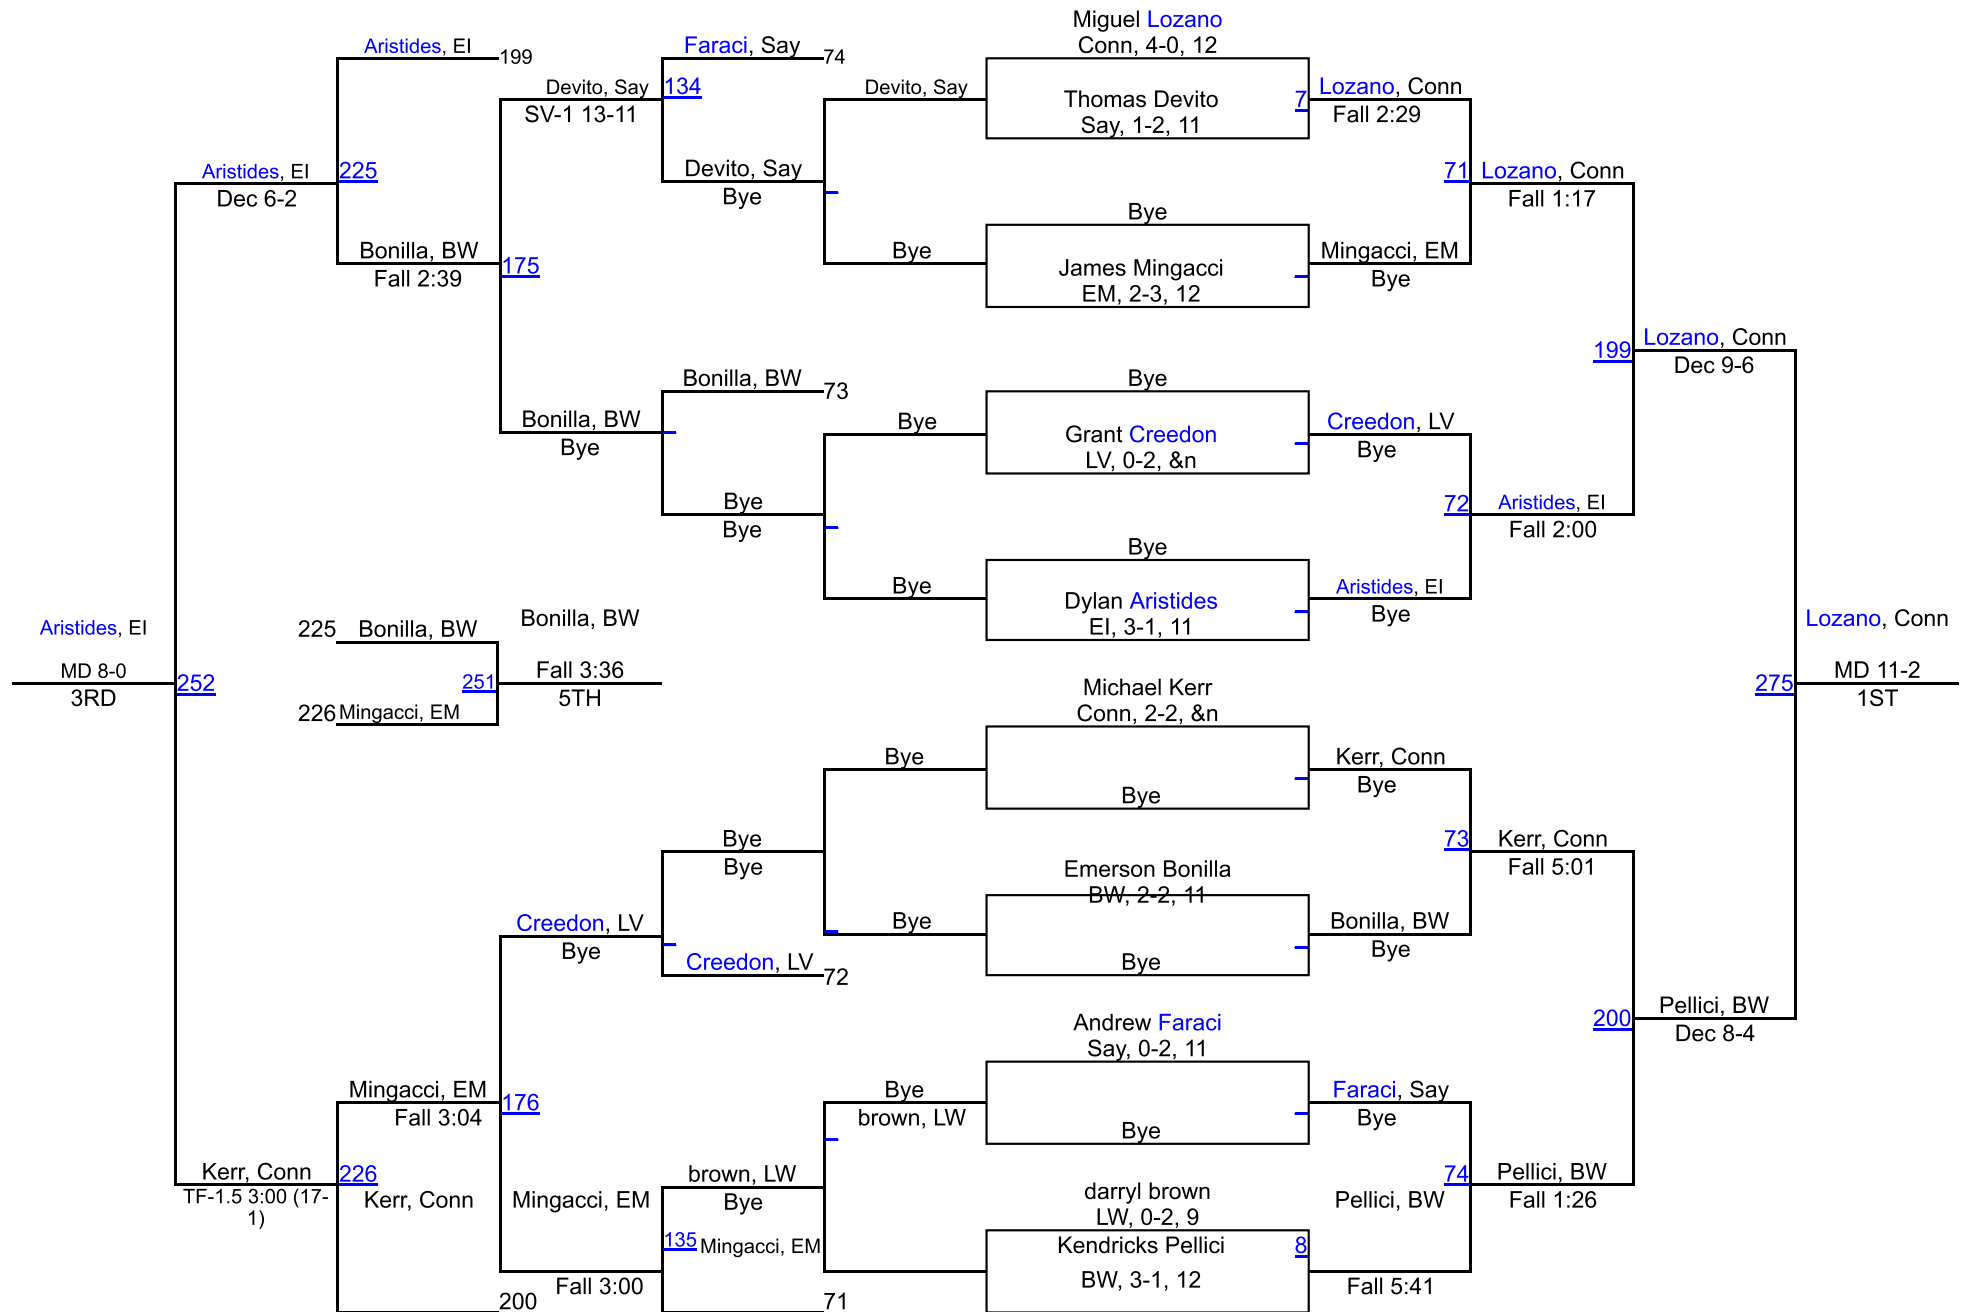 Miguel Lozano
Conn, 4-0, 12
Aristides, EI
199
Faraci, Say
74
Devito, Say
134
SV-1 13-11
Devito, Say
Thomas Devito
Say, 1-2, 11
7
Lozano, Conn
Fall 2:29
Aristides, EI
225
Dec 6-2
Devito, Say
Bye
71
Lozano, Conn
Fall 1:17
Bye
Bonilla, BW
Fall 2:39
175
Bye
James Mingacci
EM, 2-3, 12
Mingacci, EM
Bye
199
Lozano, Conn
Dec 9-6
Bonilla, BW
73
Bye
Bonilla, BW
Bye
Bye
Grant Creedon
LV, 0-2, &n
Creedon, LV
Bye
Bye
Bye
72
Aristides, EI
Fall 2:00
Bye
Bye
Dylan Aristides
EI, 3-1, 11
Aristides, EI
Bye
Aristides, EI
MD 8-0
3RD
252
225
Bonilla, BW
251
226
Mingacci, EM
Bonilla, BW
Fall 3:36
5TH
Lozano, Conn
275
MD 11-2
1ST
Michael Kerr
Conn, 2-2, &n
Bye
Bye
Kerr, Conn
Bye
Bye
Bye
73
Kerr, Conn
Fall 5:01
Emerson Bonilla
BW, 2-2, 11
Creedon, LV
Bye
Bye
Bye
Bonilla, BW
Bye
Creedon, LV
72
200
Pellici, BW
Dec 8-4
Andrew Faraci
Say, 0-2, 11
Mingacci, EM
Fall 3:04
176
Bye
brown, LW
Bye
Faraci, Say
Bye
Kerr, Conn
TF-1.5 3:00 (17-
1)
226
Kerr, Conn
Mingacci, EM
brown, LW
Bye
darryl brown
LW, 0-2, 9
Pellici, BW
74
Pellici, BW
Fall 1:26
135
Mingacci, EM
Kendricks Pellici
BW, 3-1, 12
8
Fall 3:00
Fall 5:41
200
71